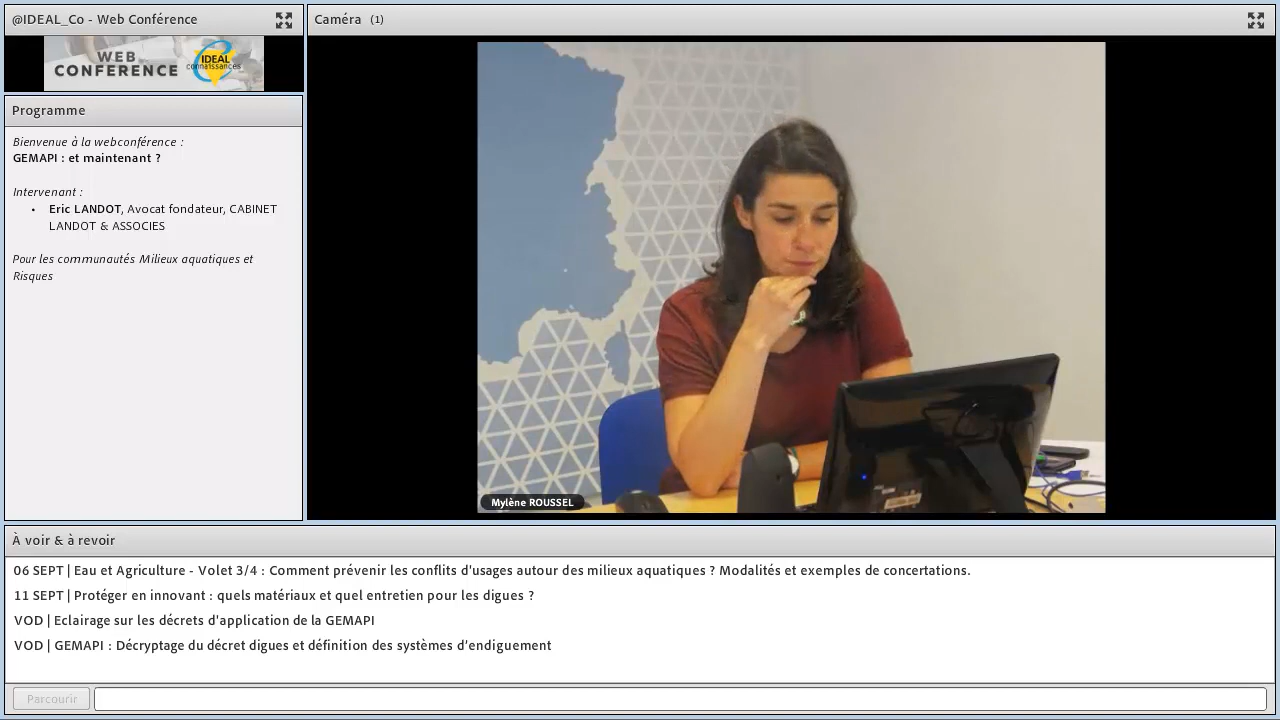 @IDEAL_Co - Web Conférence
WEB
CONFERENCE
IDEAL
connaissances
Programme
Bienvenue à la webconférence :
GEMAPI : et maintenant ?
Intervenant :
• Eric LANDOT, Avocat fondateur, CABINET
LANDOT & ASSOCIES
Pour les communautés Milieux aquatiques et
Risques
Caméra (1)
Mylène ROUSSEL
À voir & à revoir
06 SEPT | Eau et Agriculture - Volet 3/4 : Comment prévenir les conflits d'usages autour des milieux aquatiques ? Modalités et exemples de concertations.
11 SEPT | Protéger en innovant : quels matériaux et quel entretien pour les digues ?
VOD | Eclairage sur les décrets d'application de la GEMAPI
VOD | GEMAPI : Décryptage du décret digues et définition des systèmes d’endiguement
Parcourir